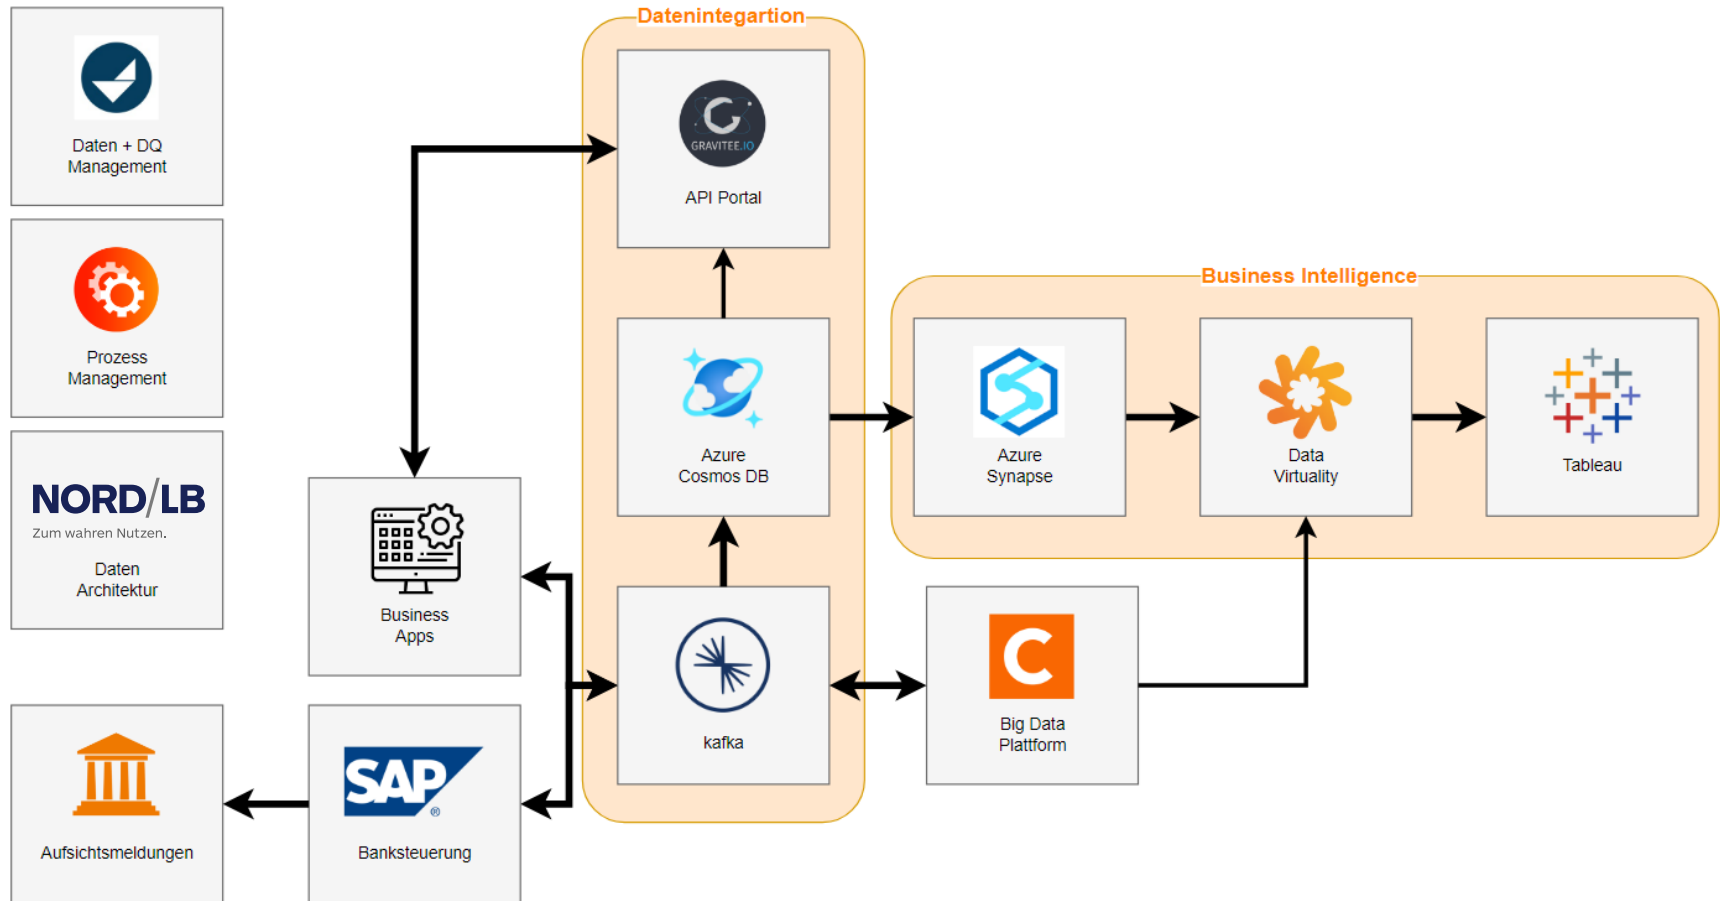 Datenintegartion
Daten + DQ
Management
GRAVITEE.IO
API Portal
Prozess
Management
Business Intelligence
Azure
Cosmos DB
Azure
Synapse
Data
Virtuality
Tableau
NORD/LB
Zum wahren Nutzen.
Daten
Architektur
Business
Apps
kafka
C
Big Data
Plattform
Aufsichtsmeldungen
SAP
®
Banksteuerung